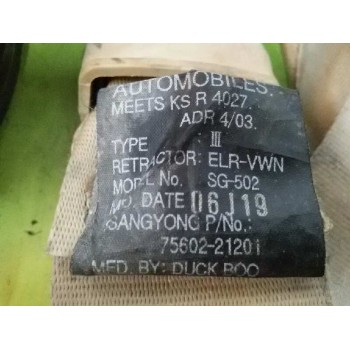 AUTOMOBILES.
MEETS KS R 4027.
ADR 4/03.
TYPE III
RETRACTOR: ELR-VWN
MODEL No. SG-502
MO. DATE 06J19
SANGYONG P/No.:
75602-21201
MFD. BY: DUCK BOO